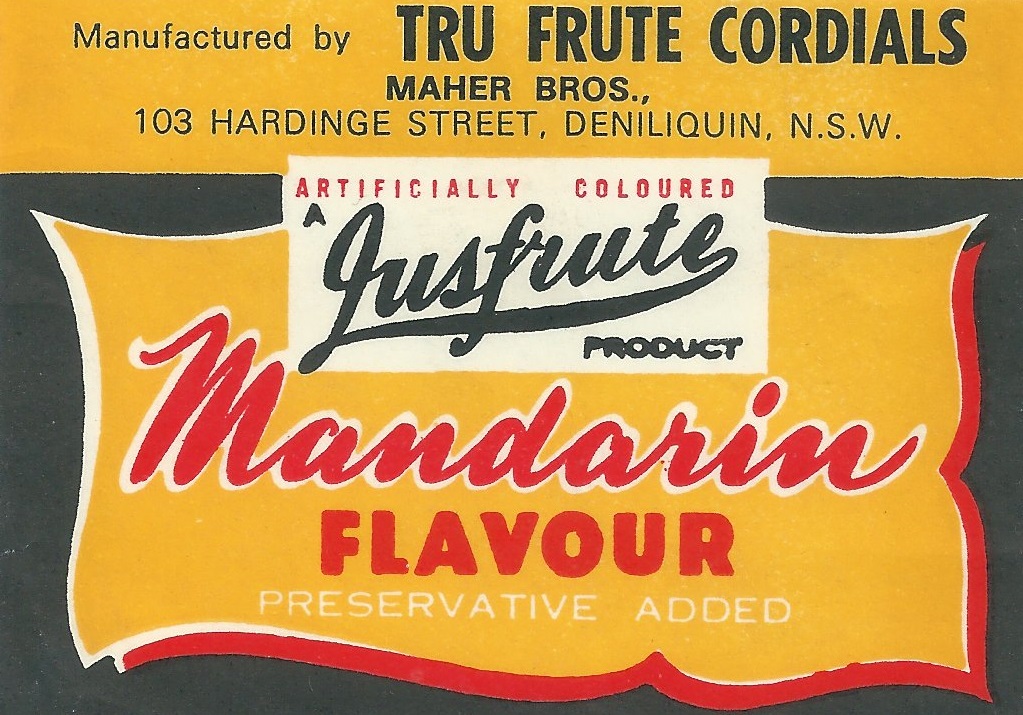 Manufactured by TRU FRUTE CORDIALS
MAHER BROS.,
103 HARDINGE STREET, DENILIQUIN, N.S.W.
ARTIFICIALLY COLOURED
A Jusfrute
PRODUCT
Mandarin
FLAVOUR
PRESERVATIVE ADDED